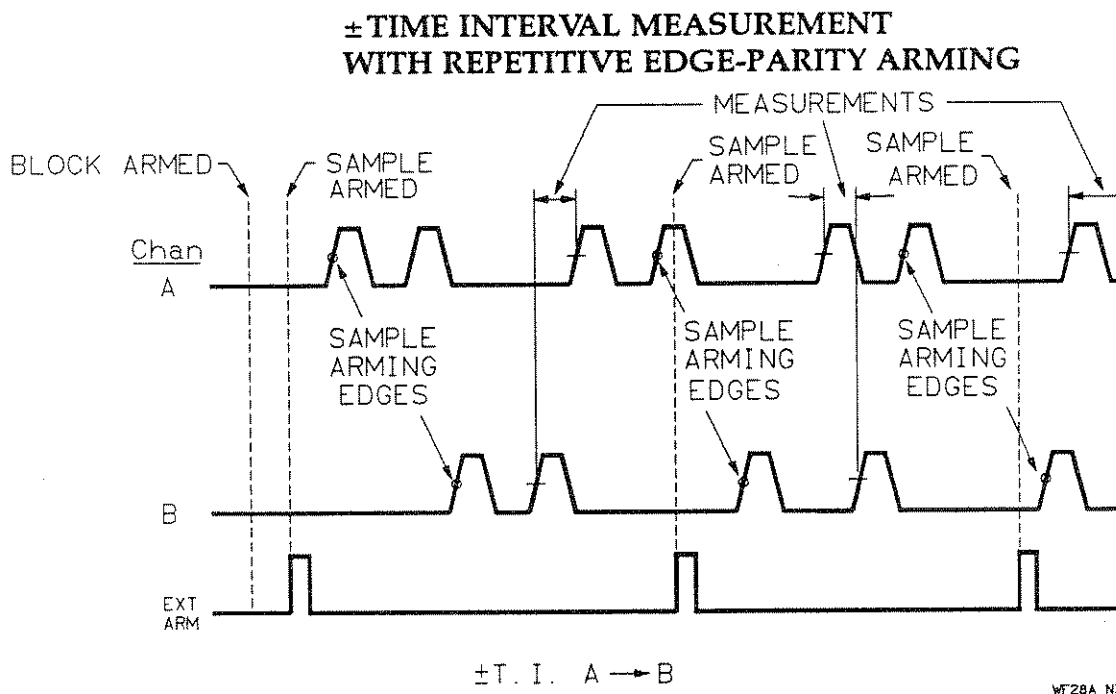 ±TIME INTERVAL MEASUREMENT
WITH REPETITIVE EDGE-PARITY ARMING
MEASUREMENTS
BLOCK ARMED
SAMPLE
ARMED
SAMPLE
ARMED
SAMPLE
ARMED
Chan
A
SAMPLE
ARMING
EDGES
SAMPLE
ARMING
EDGES
SAMPLE
ARMING
EDGES
B
EXT
ARM
±T. I. A → B
WF28A